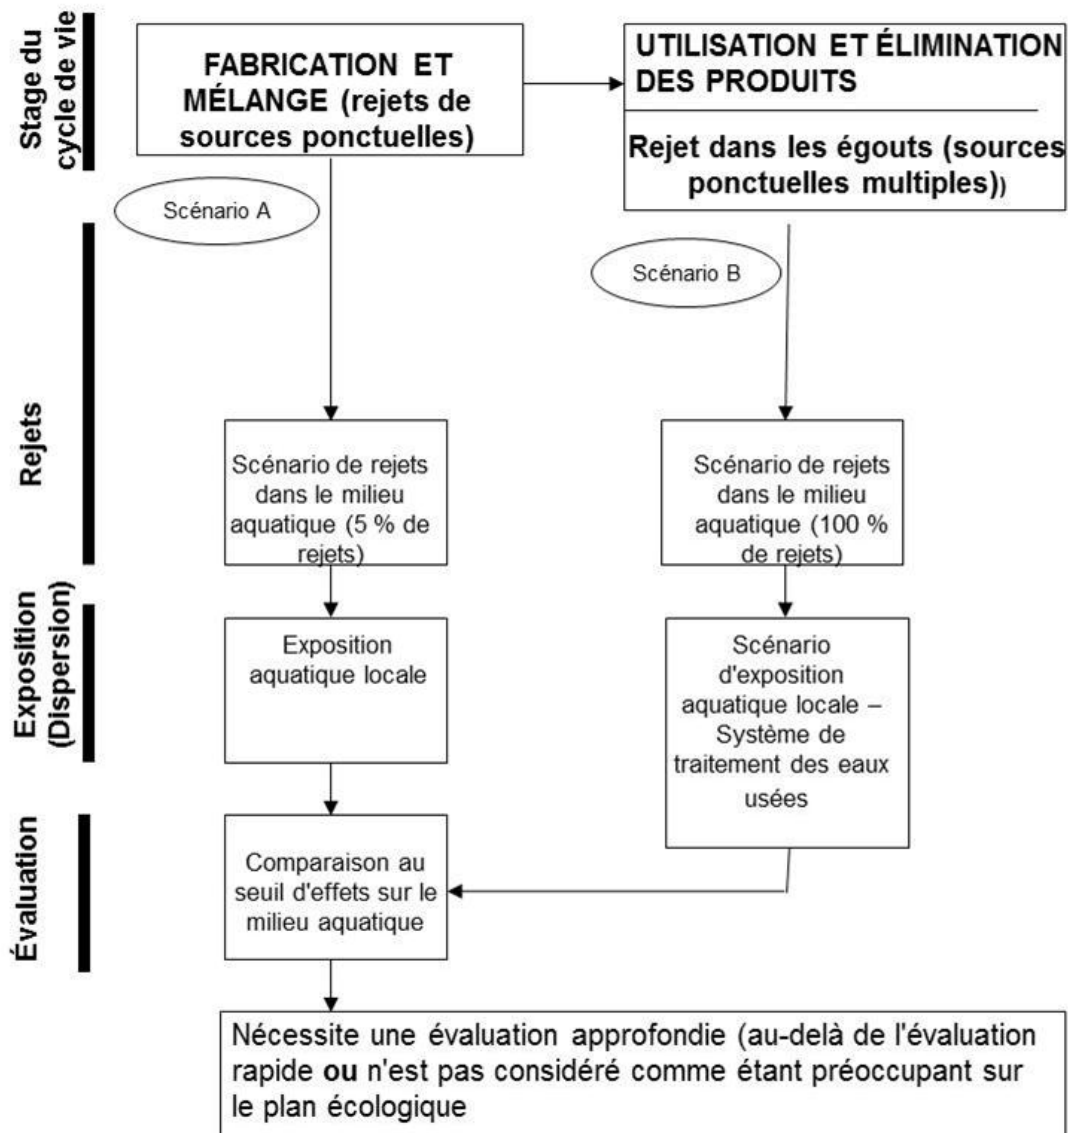 Stage du
cycle de vie
FABRICATION ET
MÉLANGE (rejets de
sources ponctuelles)
UTILISATION ET ÉLIMINATION
DES PRODUITS
Rejet dans les égouts (sources
ponctuelles multiples))
Scénario A
Scénario B
Rejets
Scénario de rejets
dans le milieu
aquatique (5 % de
rejets)
Scénario de rejets
dans le milieu
aquatique (100 %
de rejets)
Exposition
(Dispersion)
Exposition
aquatique locale
Scénario
d'exposition
aquatique locale –
Système de
traitement des eaux
usées
Évaluation
Comparaison au
seuil d'effets sur le
milieu aquatique
Nécessite une évaluation approfondie (au-delà de l'évaluation
rapide ou n'est pas considéré comme étant préoccupant sur
le plan écologique